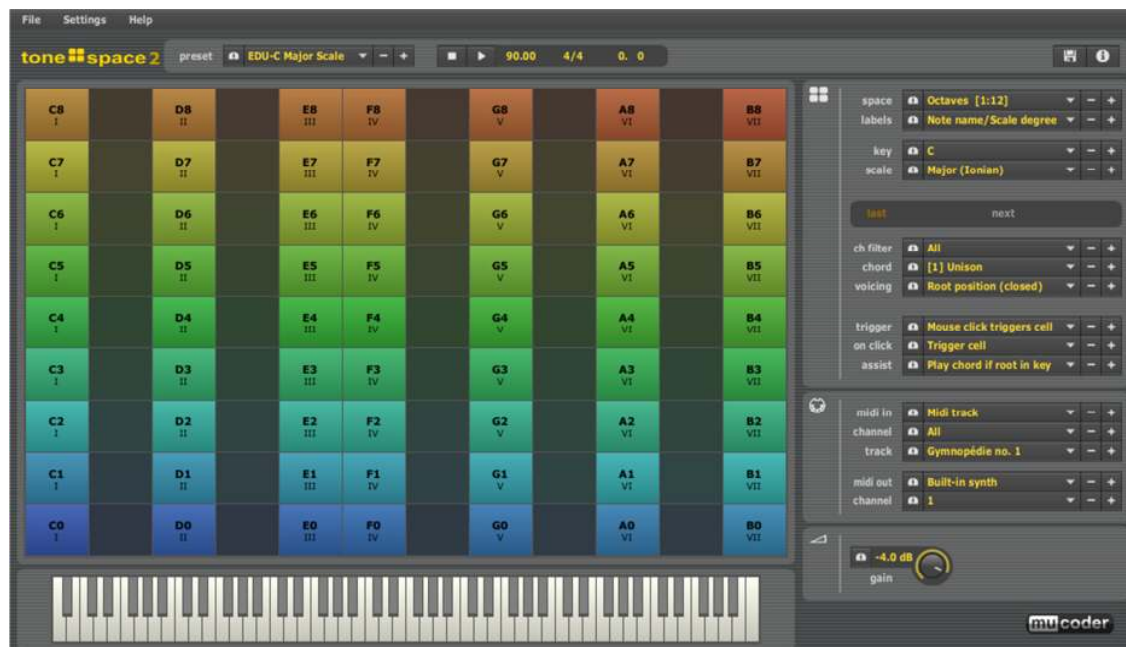 File Settings Help
tone space 2 preset EDU-C Major Scale - + 90.00 4/4 0. 0
C8 D8 E8 F8 G8 A8 B8
I II III IV V VI VII
C7 D7 E7 F7 G7 A7 B7
I II III IV V VI VII
C6 D6 E6 F6 G6 A6 B6
I II III IV V VI VII
C5 D5 E5 F5 G5 A5 B5
I II III IV V VI VII
C4 D4 E4 F4 G4 A4 B4
I II III IV V VI VII
C3 D3 E3 F3 G3 A3 B3
I II III IV V VI VII
C2 D2 E2 F2 G2 A2 B2
I II III IV V VI VII
C1 D1 E1 F1 G1 A1 B1
I II III IV V VI VII
C0 D0 E0 F0 G0 A0 B0
I II III IV V VI VII
space Octaves [1:12] - +
labels Note name/Scale degree - +
key C - +
scale Major (Ionian) - +
last next
ch filter All - +
chord [1] Unison - +
voicing Root position (closed) - +
trigger Mouse click triggers cell - +
on click Trigger cell - +
assist Play chord if root in key - +
midi in Midi track - +
channel All - +
track Gymnopédie no. 1 - +
midi out Built-in synth - +
channel 1 - +
-4.0 dB
gain
mucoder